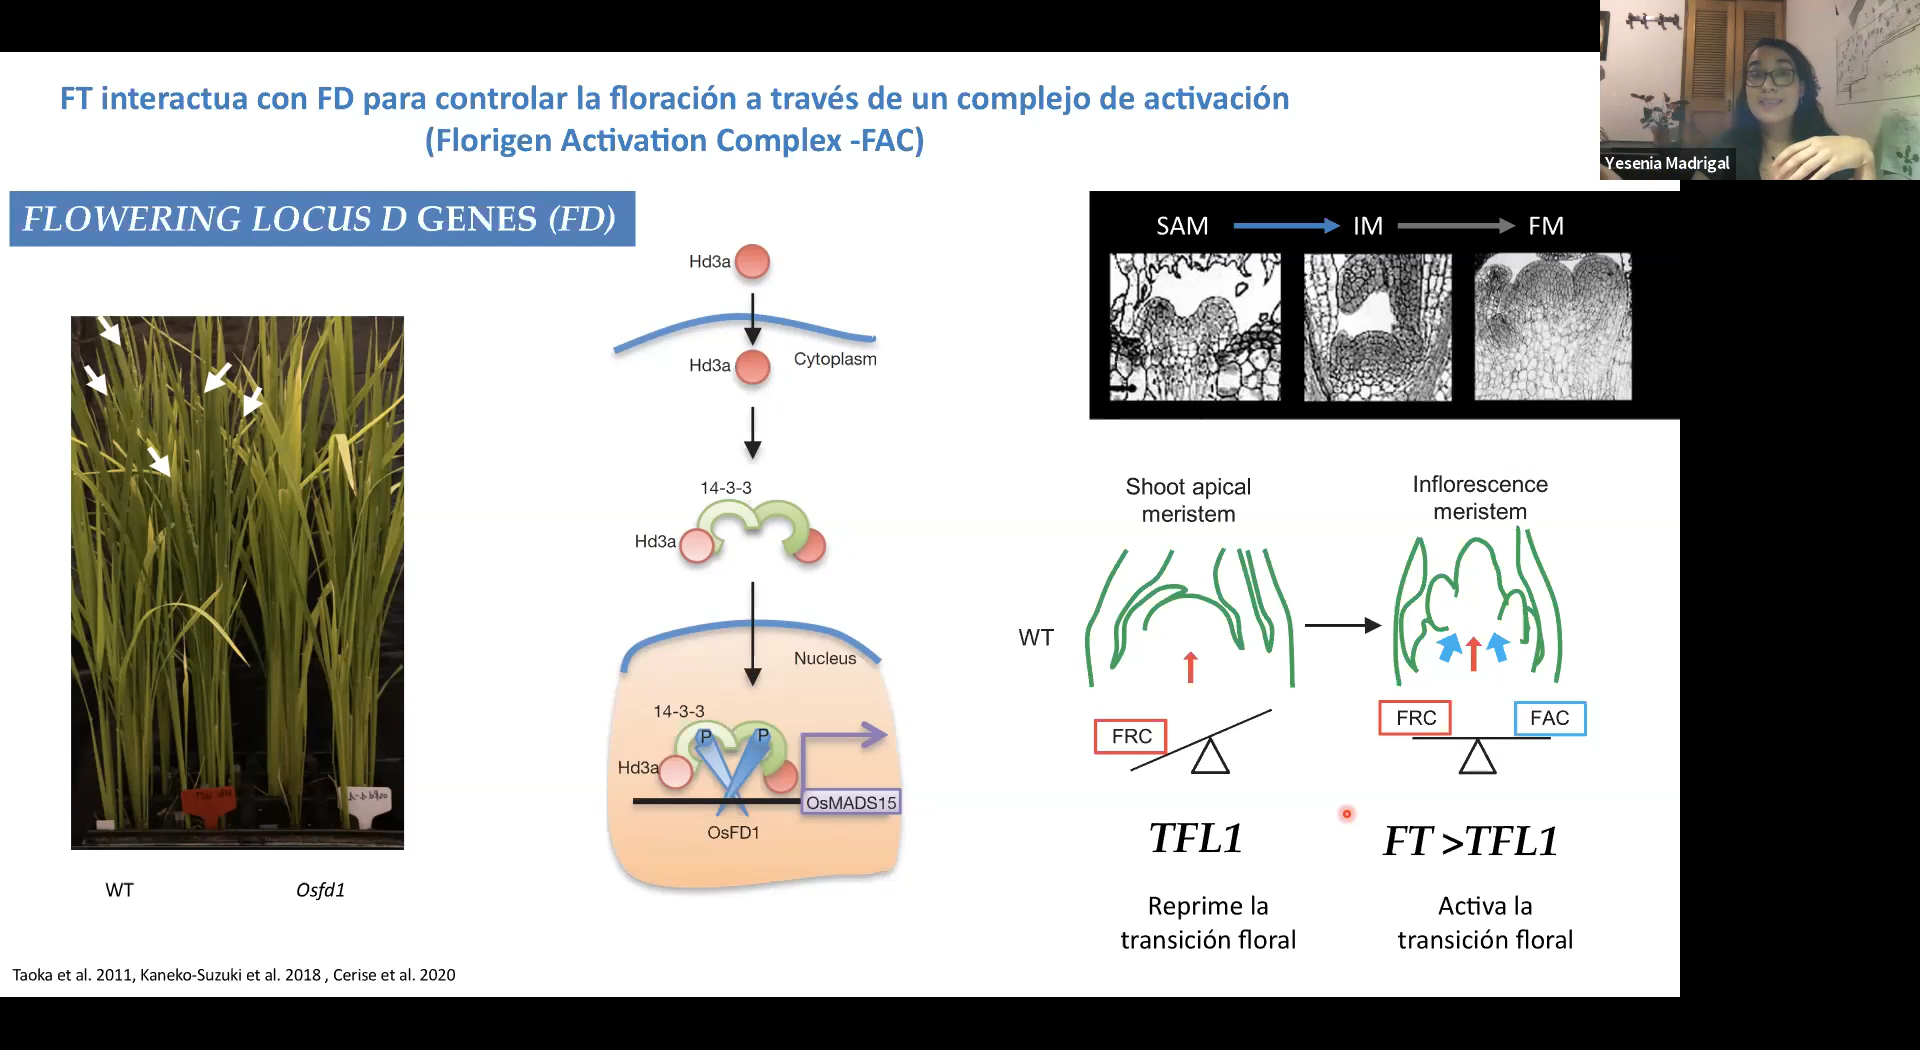 FT interactua con FD para controlar la floración a través de un complejo de activación
(Florigen Activation Complex -FAC)
Yesenia Madrigal
FLOWERING LOCUS D GENES (FD)
WT
Osfd1
Taoka et al. 2011, Kaneko-Suzuki et al. 2018 , Cerise et al. 2020
Hd3a
Hd3a
Cytoplasm
14-3-3
Hd3a
Nucleus
14-3-3
P
P
Hd3a
OsMADS15
OsFD1
SAM
IM
FM
Shoot apical
meristem
Inflorescence
meristem
WT
FRC
FRC
FAC
TFL1
FT >TFL1
Reprime la
transición floral
Activa la
transición floral